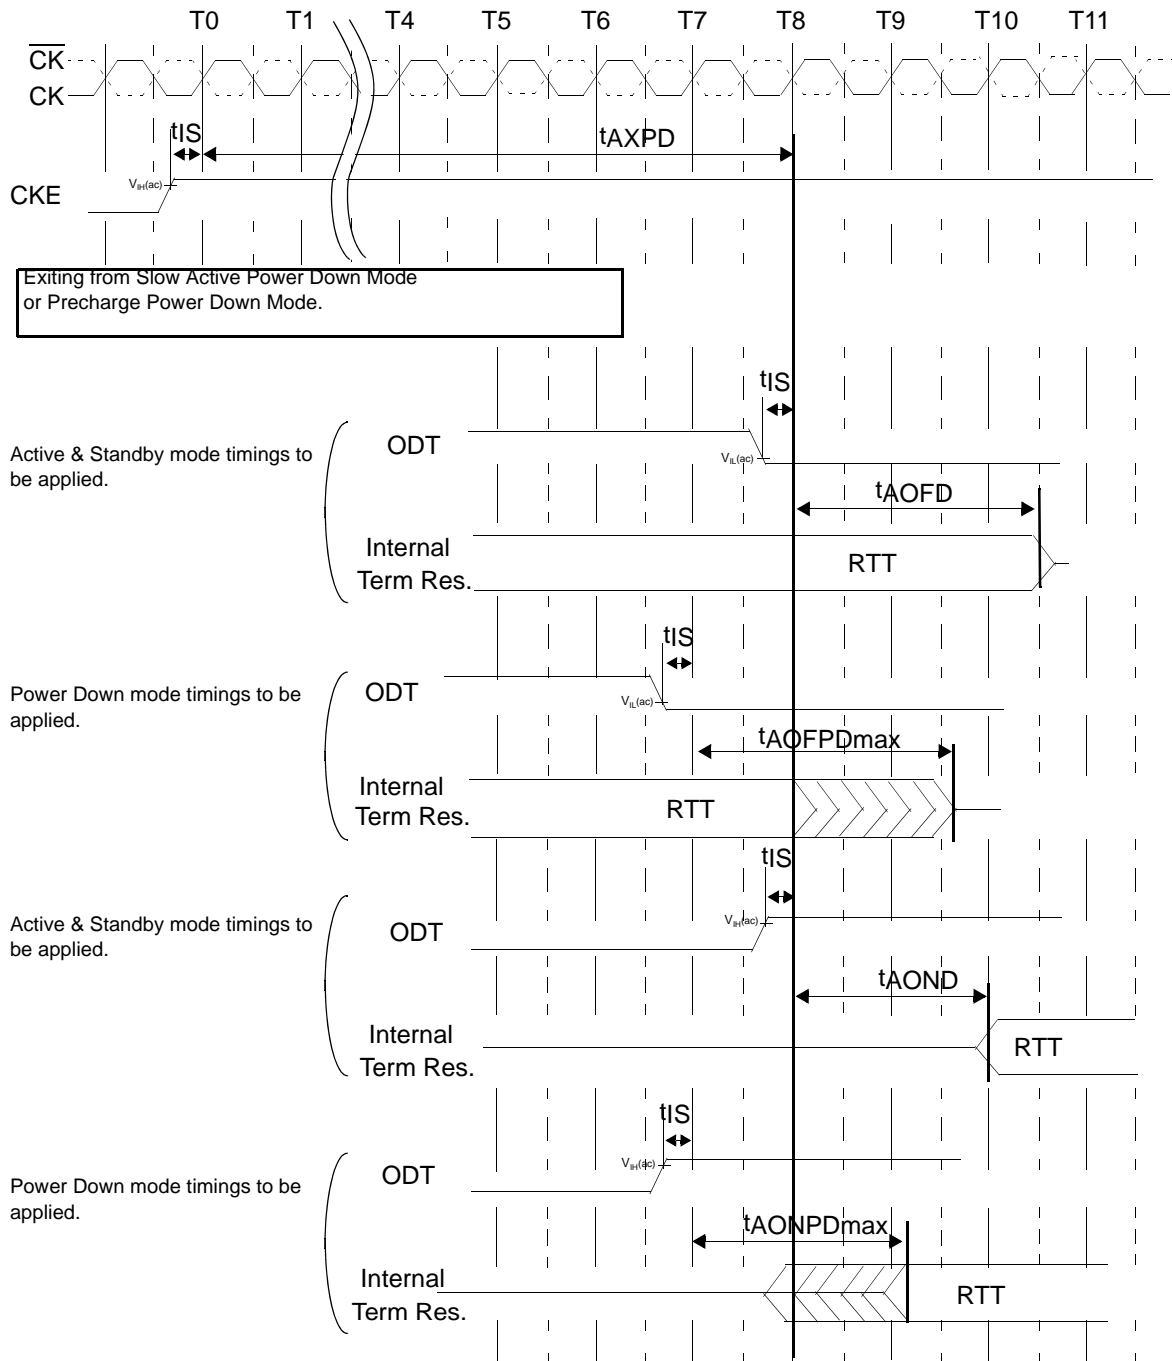 T0 T1 T4 T5 T6 T7 T8 T9 T10 T11
CK
CK
tIS
tAXPD
VIH(ac)
CKE
Exiting from Slow Active Power Down Mode
or Precharge Power Down Mode.
tIS
ODT
VIL(ac)
Active & Standby mode timings to
be applied.
tAOFD
Internal
Term Res.
RTT
tIS
Power Down mode timings to be
applied.
ODT
VIL(ac)
tAOFPDmax
Internal
Term Res.
RTT
tIS
Active & Standby mode timings to
be applied.
ODT
VIH(ac)
tAOND
Internal
Term Res.
RTT
tIS
Power Down mode timings to be
applied.
ODT
VIH(ac)
tAONPDmax
Internal
Term Res.
RTT